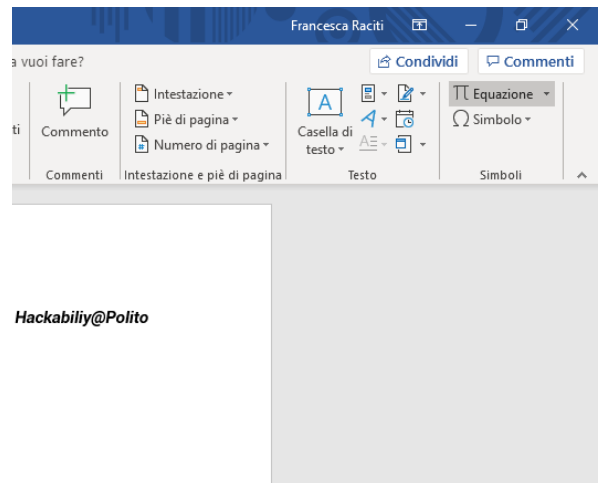 Francesca Raciti
a vuoi fare?
Condividi
Commenti
ti
Commento
Intestazione
Piè di pagina
Numero di pagina
Casella di
testo
Equazione
Simbolo
Commenti
Intestazione e piè di pagina
Testo
Simboli
Hackabiliy@Polito